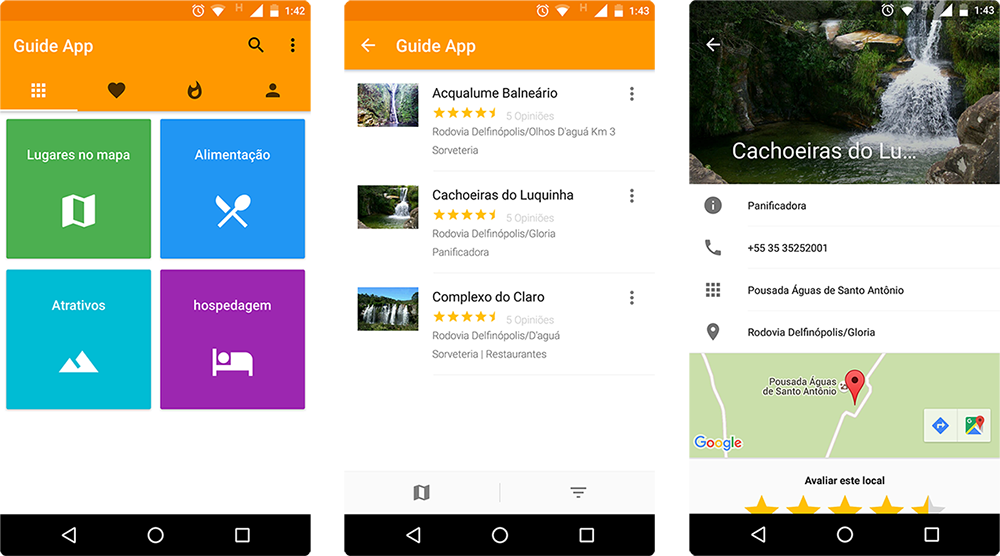 H
1:42
Guide App
Lugares no mapa
Alimentação
Atrativos
hospedagem
H
1:43
Guide App
Acqualume Balneário
5 Opiniões
Rodovia Delfinópolis/Olhos D'aguá Km 3
Sorveteria
Cachoeiras do Luquinha
5 Opiniões
Rodovia Delfinópolis/Gloria
Panificadora
Complexo do Claro
5 Opiniões
Rodovia Delfinópolis/D'aguá
Sorveteria | Restaurantes
H
1:43
Cachoeiras do Lu...
Panificadora
+55 35 35252001
Pousada Águas de Santo Antônio
Rodovia Delfinópolis/Gloria
Pousada Águas
de Santo Antônio
Google
Avaliar este local